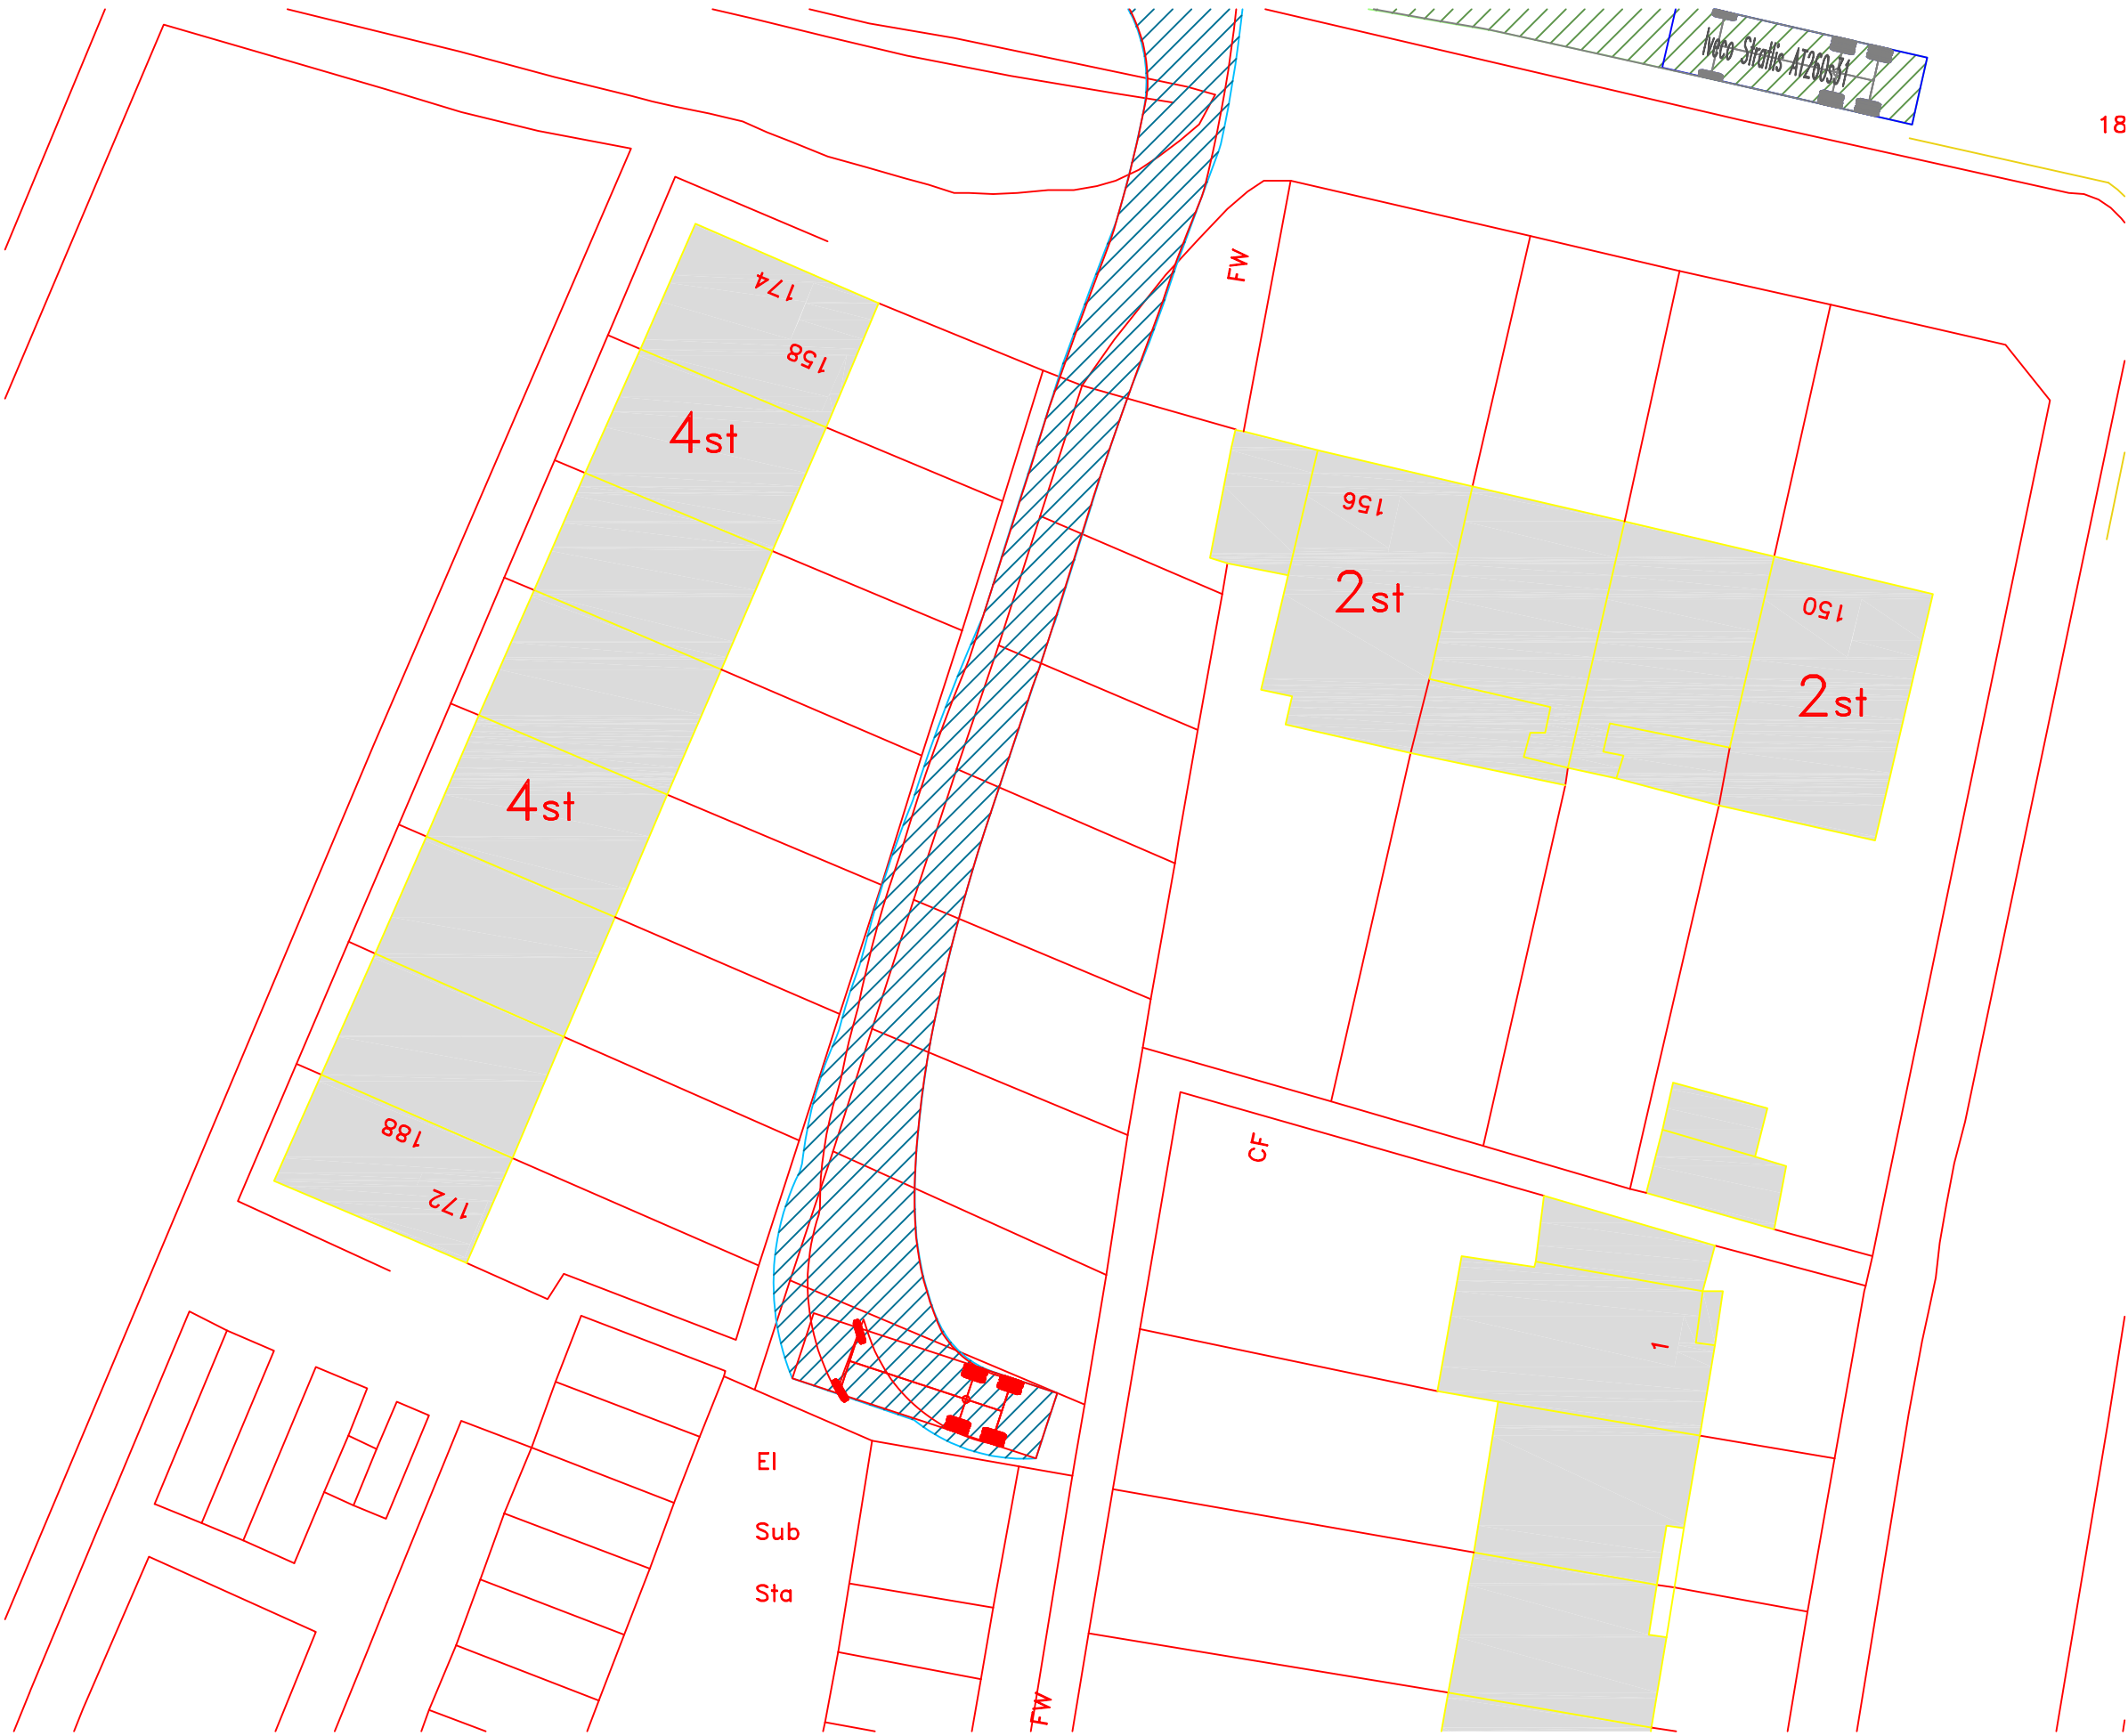 Iveco Stralis AT260s31
18
FW
174
158
4st
156
2st
150
2st
4st
188
CF
172
1
El
Sub
Sta
FW